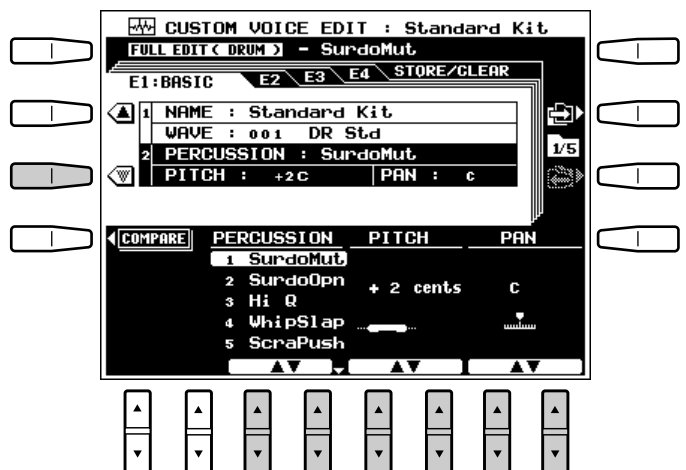 CUSTOM VOICE EDIT : Standard Kit
FULL EDIT( DRUM ) - SurdoMut
E1:BASIC E2 E3 E4 STORE/CLEAR
1 NAME : Standard Kit
WAVE : 001 DR Std
2 PERCUSSION : SurdoMut
PITCH : +2C PAN : C
1/5
COMPARE PERCUSSION PITCH PAN
1 SurdoMut
2 SurdoOpn + 2 cents C
3 Hi Q
4 WhipSlap
5 ScraPush